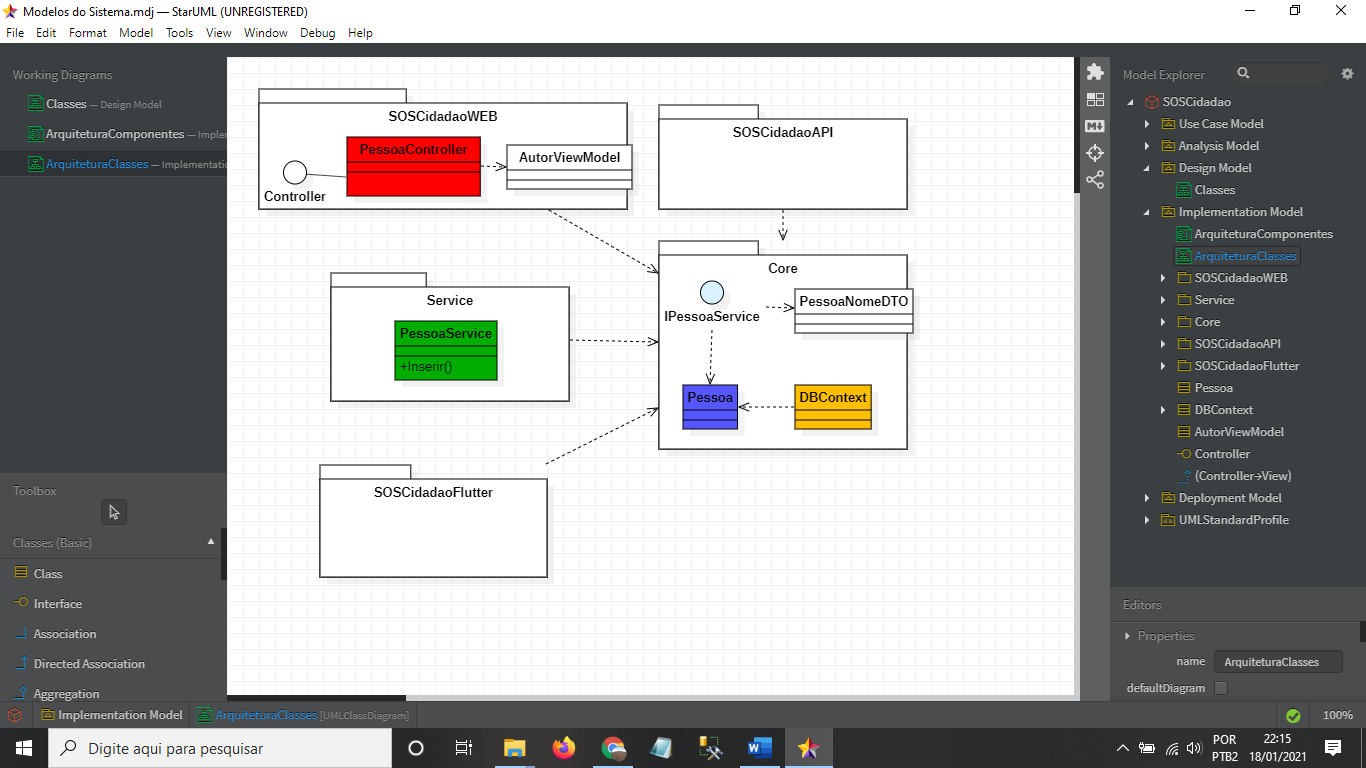 Modelos do Sistema.mdj — StarUML (UNREGISTERED)
File Edit Format Model Tools View Window Debug Help
Working Diagrams
Classes — Design Model
ArquiteturaComponentes — Implem
ArquiteturaClasses — Implementatio
Toolbox
Classes (Basic)
Class
Interface
Association
Directed Association
Aggregation
SOSCidadaoWEB
PessoaController
AutorViewModel
Controller
SOSCidadaoAPI
Service
PessoaService
+Inserir()
Core
IPessoaService
PessoaNomeDTO
Pessoa
DBContext
SOSCidadaoFlutter
Model Explorer
SOSCidadao
Use Case Model
Analysis Model
Design Model
Classes
Implementation Model
ArquiteturaComponentes
ArquiteturaClasses
SOSCidadaoWEB
Service
Core
SOSCidadaoAPI
SOSCidadaoFlutter
Pessoa
DBContext
AutorViewModel
Controller
(Controller→View)
Deployment Model
UMLStandardProfile
Editors
Properties
name ArquiteturaClasses
defaultDiagram
Implementation Model ArquiteturaClasses [UMLClassDiagram] 100%
Digite aqui para pesquisar
POR
PTB2
22:15
18/01/2021